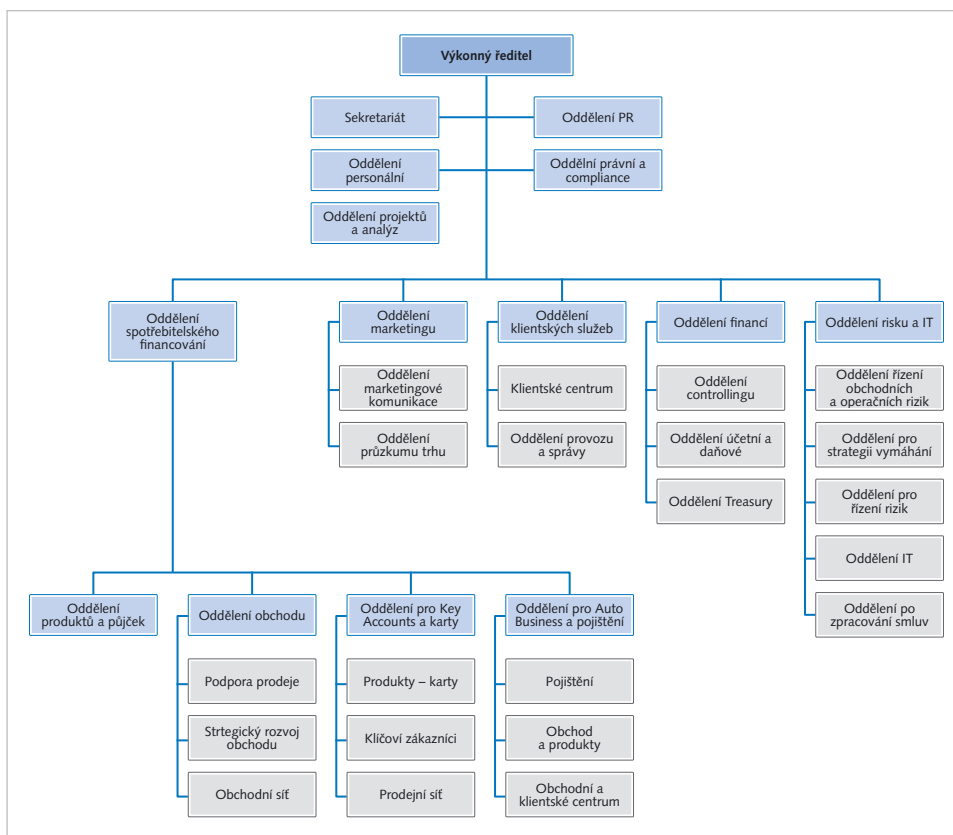 Výkonný ředitel
Sekretariát
Oddělení PR
Oddělení
personální
Oddělní právní a
compliance
Oddělení projektů
a analýz
Oddělení
spotřebitelského
financování
Oddělení
marketingu
Oddělení
klientských služeb
Oddělení financí
Oddělení risku a IT
Oddělení
marketingové
komunikace
Klientské centrum
Oddělení
controllingu
Oddělení řízení
obchodních
a operačních rizik
Oddělení
průzkumu trhu
Oddělení provozu
a správy
Oddělení účetní a
daňové
Oddělení pro
strategii vymáhání
Oddělení Treasury
Oddělení pro
řízení rizik
Oddělení IT
Oddělení po
zpracování smluv
Oddělení
produktů a půjček
Oddělení obchodu
Oddělení pro Key
Accounts a karty
Oddělení pro Auto
Business a pojištění
Podpora prodeje
Produkty – karty
Pojištění
Strtegický rozvoj
obchodu
Klíčoví zákazníci
Obchod
a produkty
Obchodní síť
Prodejní síť
Obchodní a
klientské centrum